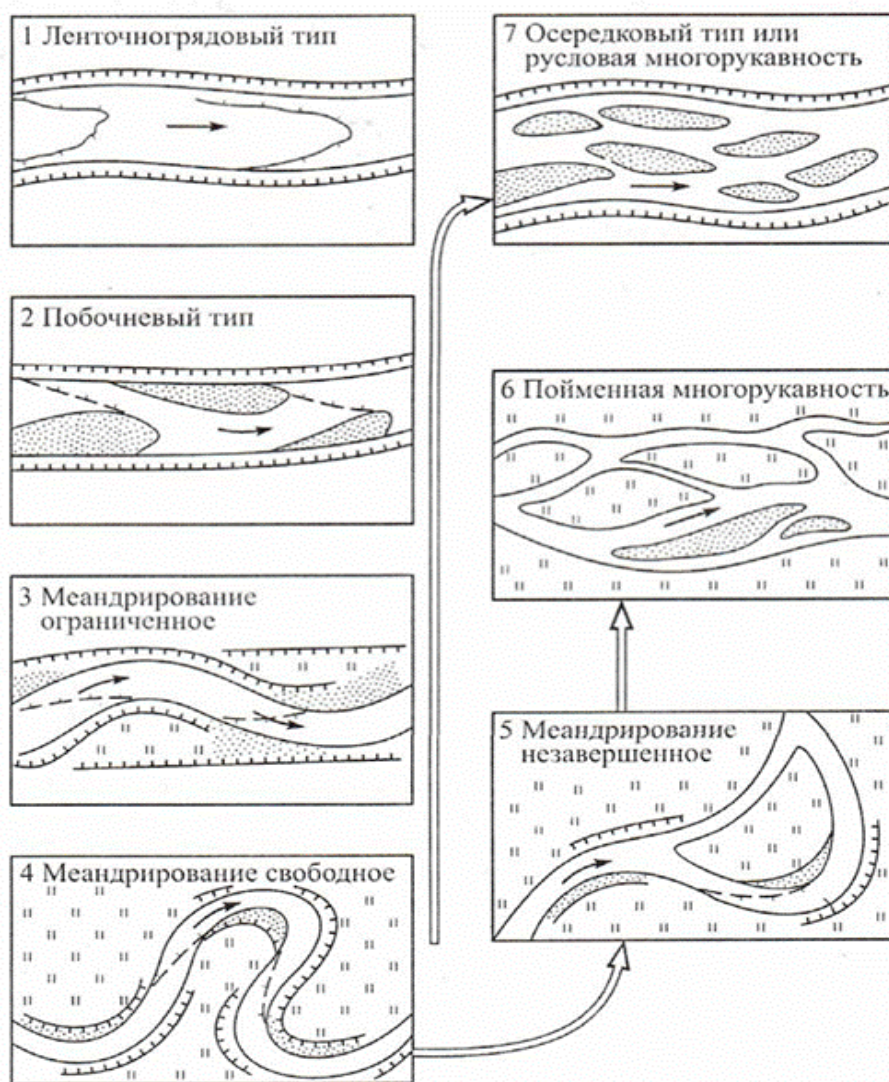 1 Ленточногрядовый тип
2 Побочневый тип
3 Меандрирование
ограниченное
4 Меандрирование свободное
7 Осередковый тип или
русловая многорукавность
6 Пойменная многорукавность
5 Меандрирование
незавершенное